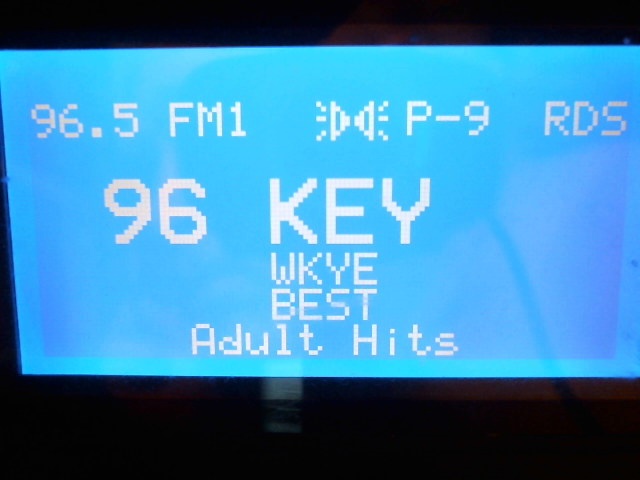 96.5 FM1 P-9 RDS
96 KEY
WKYE
BEST
Adult Hits